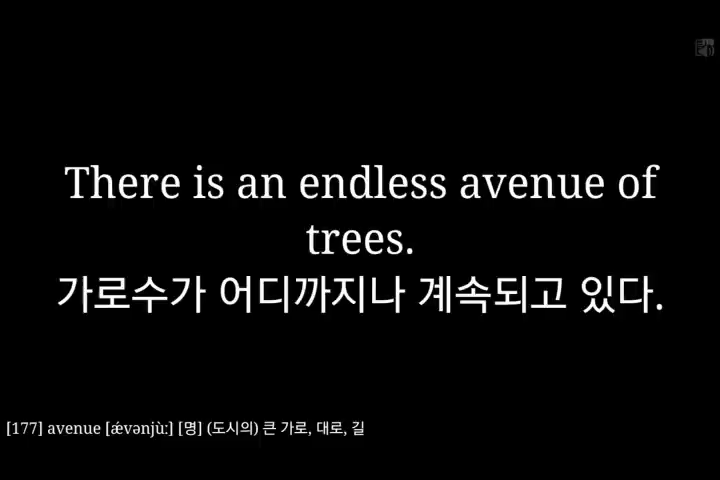 There is an endless avenue of
trees.
가로수가 어디까지나 계속되고 있다.
[177] avenue [ǽvənjùː] [명] (도시의) 큰 가로, 대로, 길